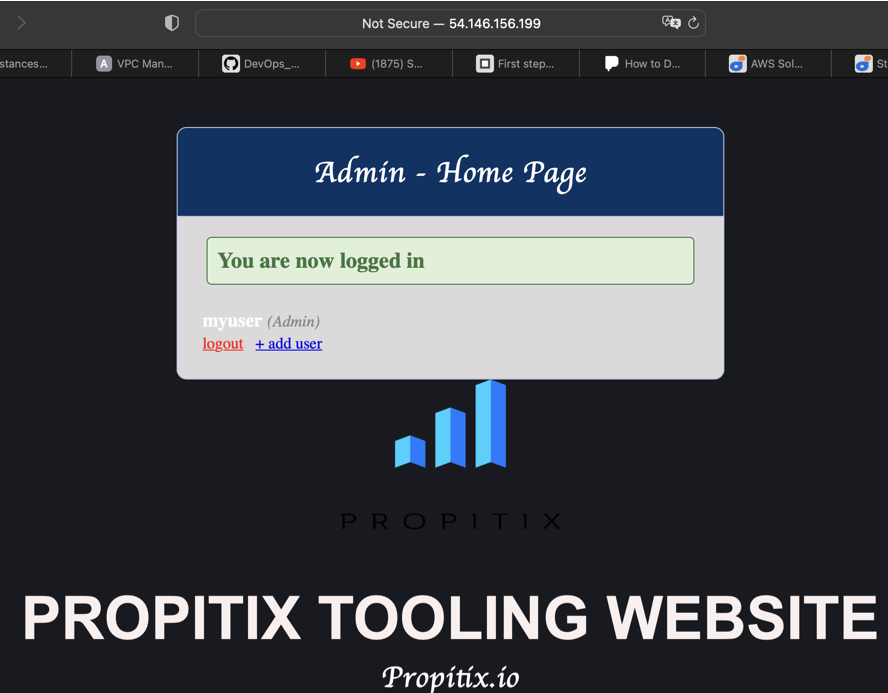 Not Secure — 54.146.156.199
stances...
A VPC Man...
DevOps_...
(1875) S...
First step...
How to D...
AWS Sol...
St
Admin - Home Page
You are now logged in
myuser (Admin)
logout + add user
PROPITIX
PROPITIX TOOLING WEBSITE
Propitix.io